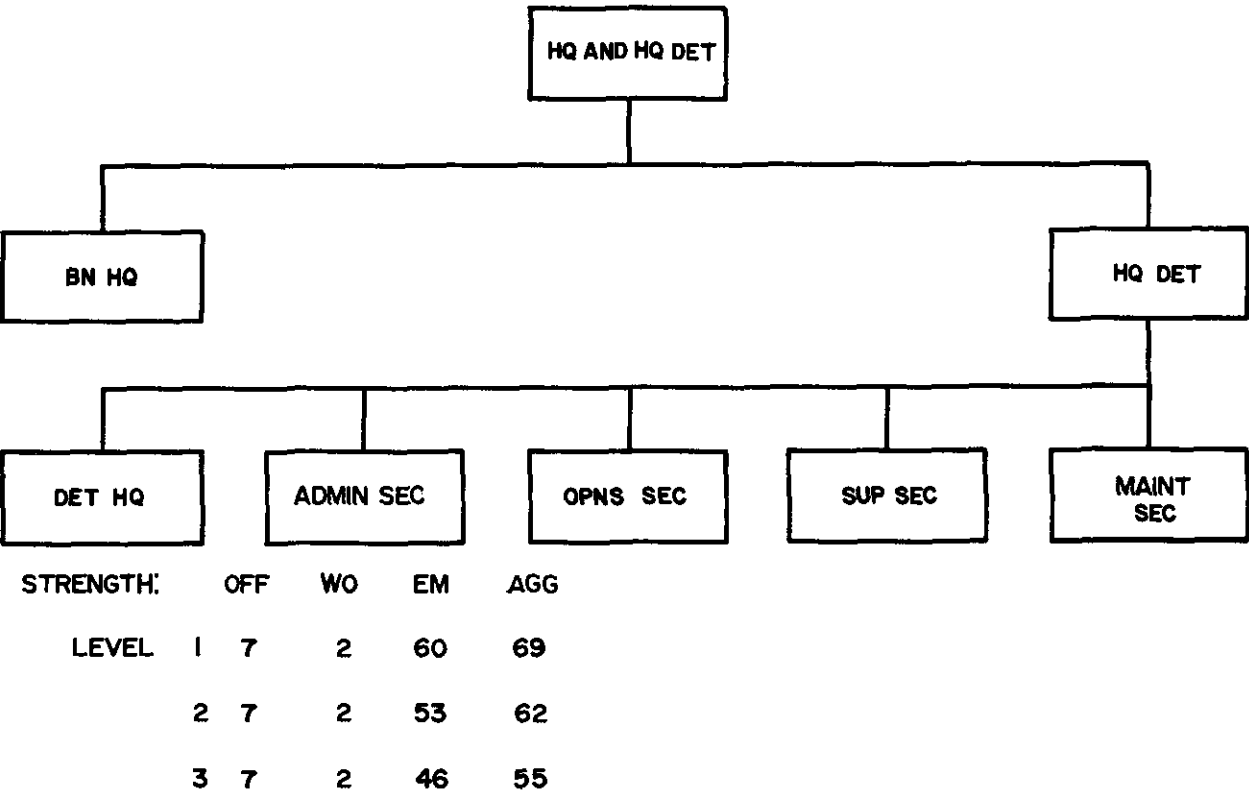 HQ AND HQ DET
BN HQ
HQ DET
DET HQ
ADMIN SEC
OPNS SEC
SUP SEC
MAINT
SEC
STRENGTH: OFF WO EM AGG
LEVEL 1 7 2 60 69
2 7 2 53 62
3 7 2 46 55